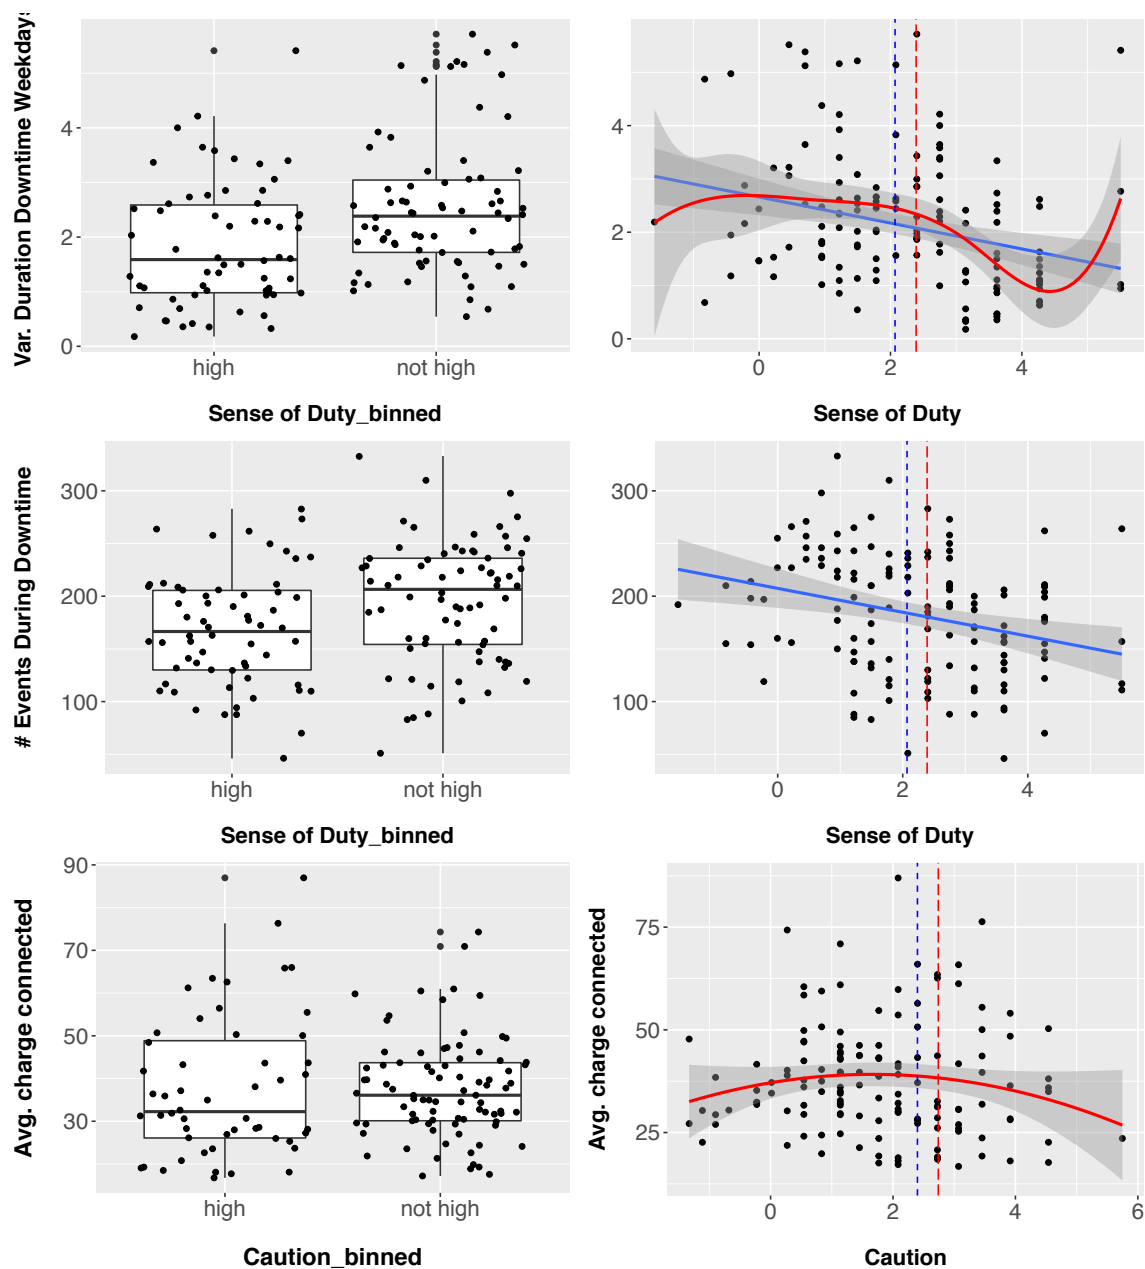 Var. Duration Downtime Weekdays
4
2
0
high
not high
Sense of Duty_binned
4
2
0
0
2
4
Sense of Duty
# Events During Downtime
300
200
100
high
not high
Sense of Duty_binned
300
200
100
0
2
4
Sense of Duty
Avg. charge connected
90
70
50
30
high
not high
Caution_binned
Avg. charge connected
75
50
25
0
2
4
6
Caution